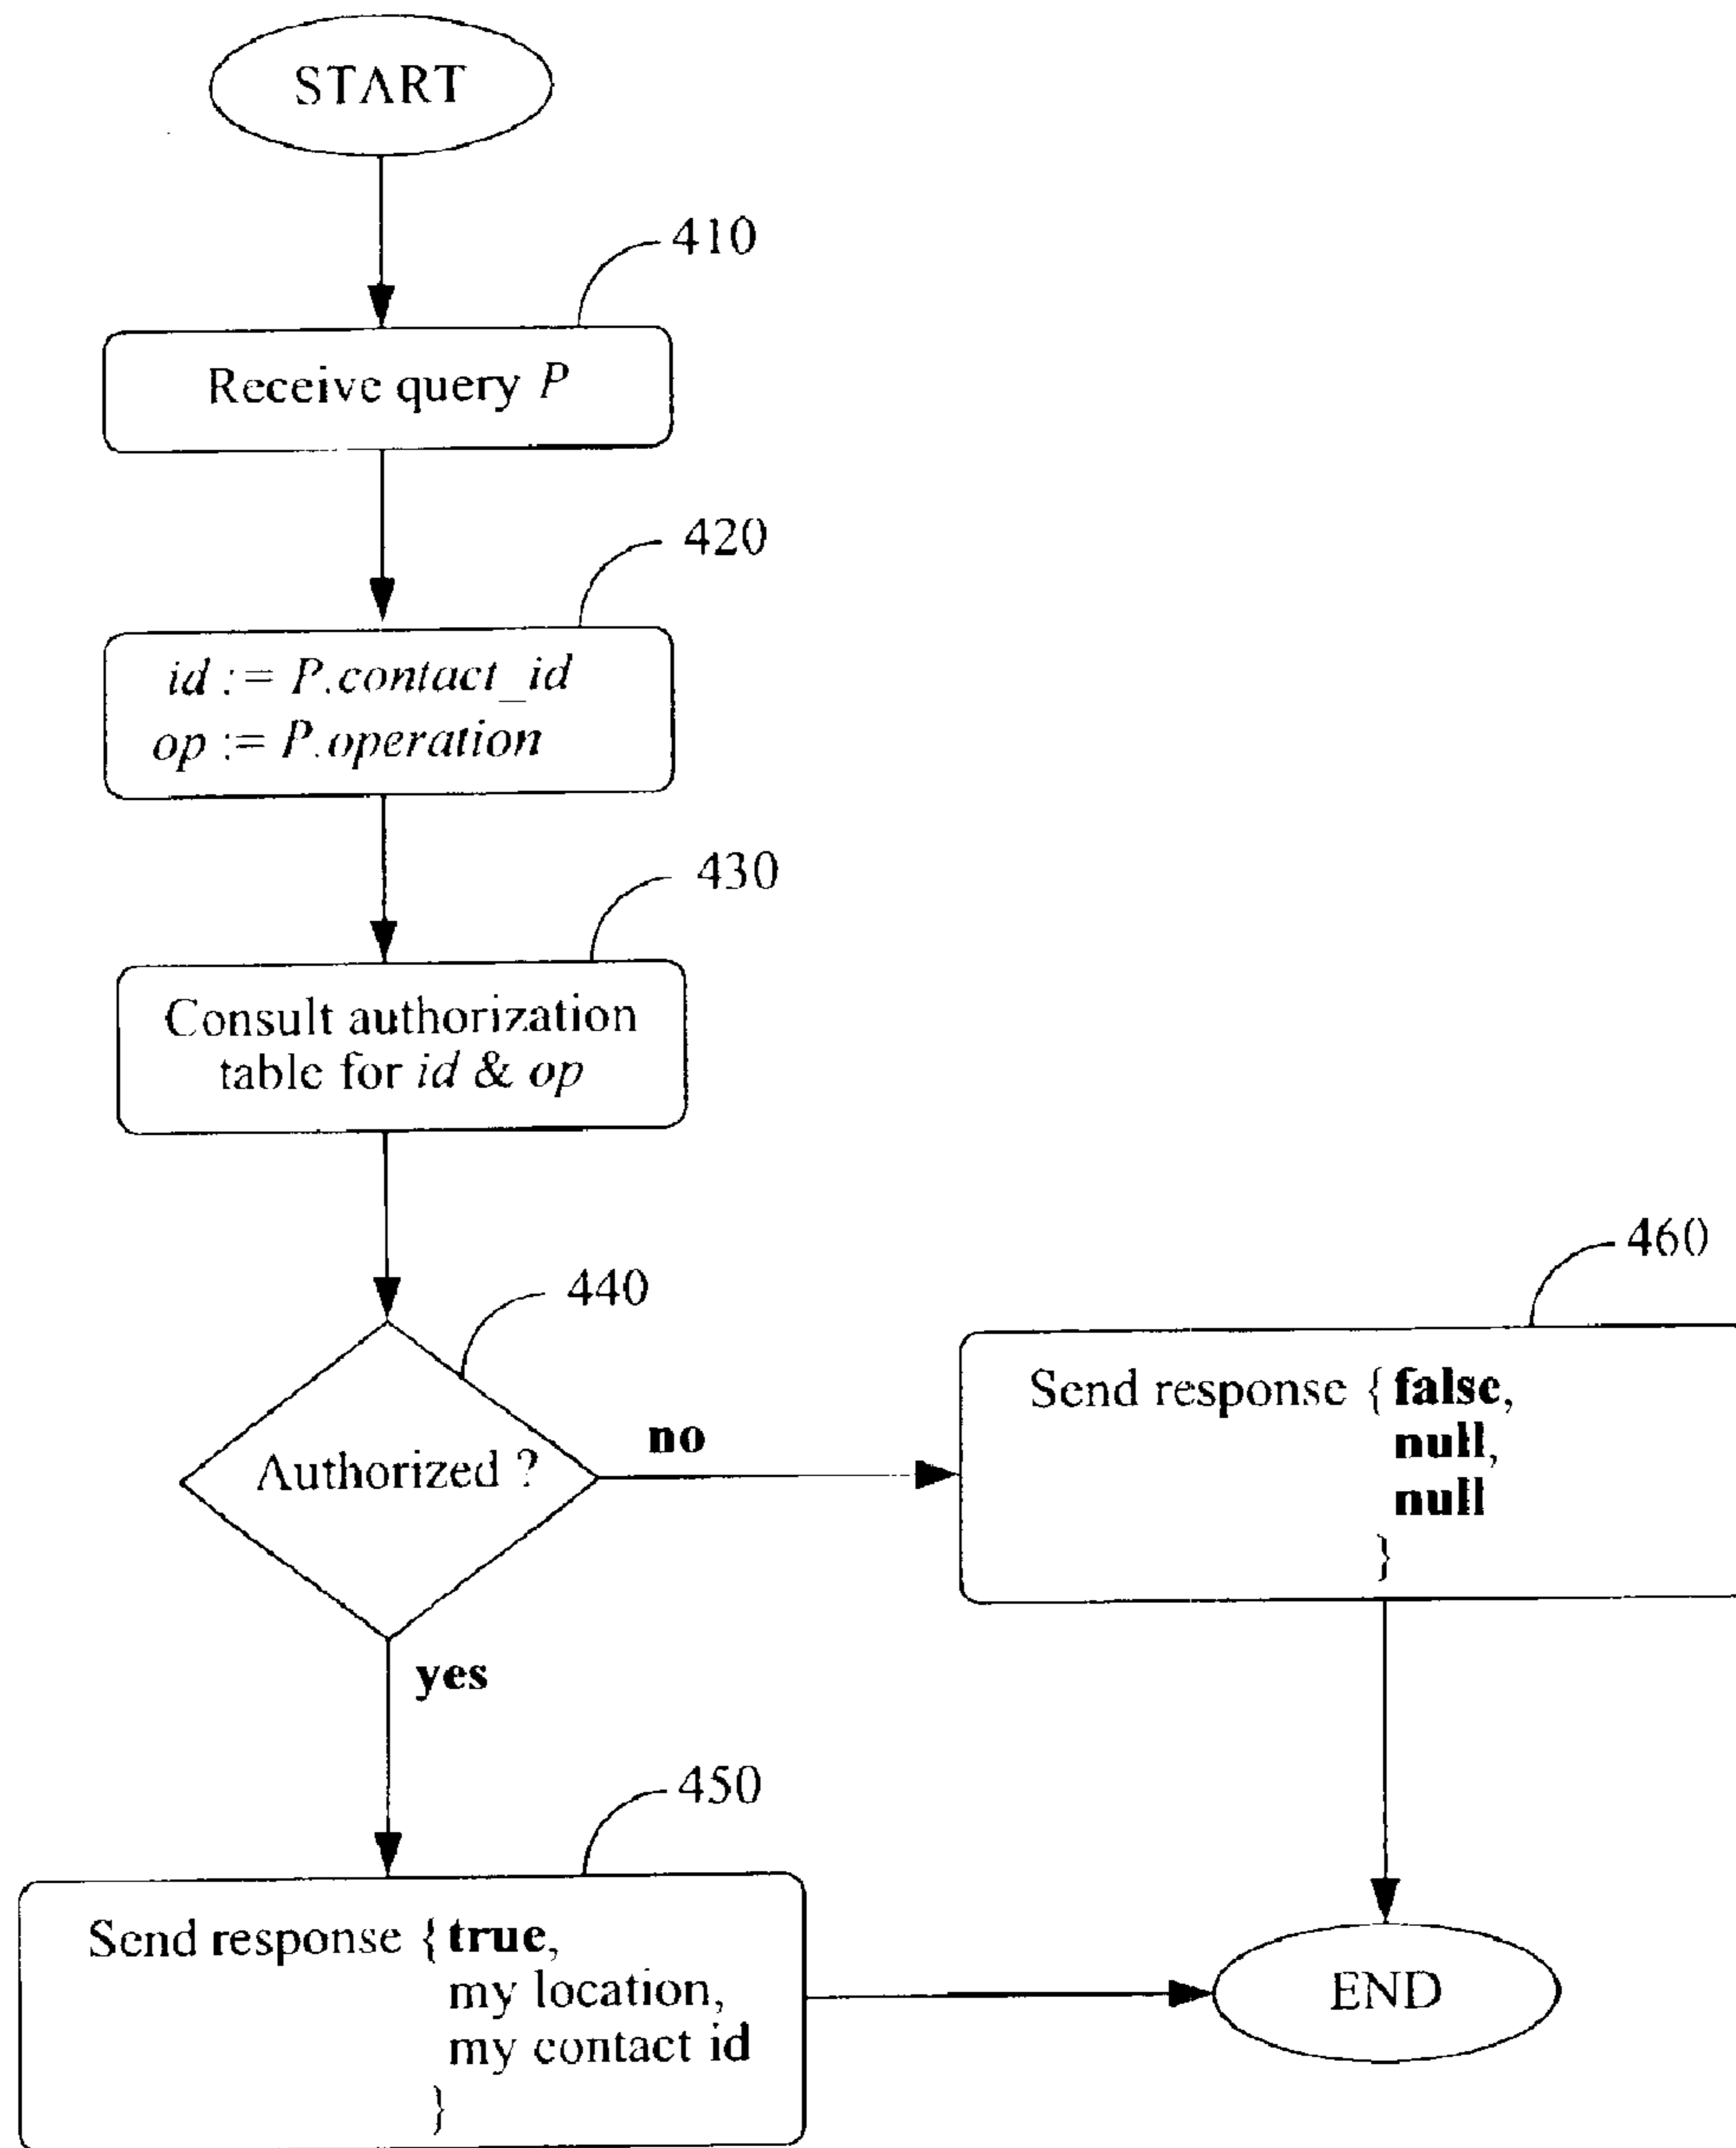 START
410
Receive query P
420
id := P.contact_id
op := P.operation
430
Consult authorization
table for id & op
440
Authorized ?
no
460
Send response {false,
null,
null
}
yes
450
Send response {true,
my location,
my contact id
}
END